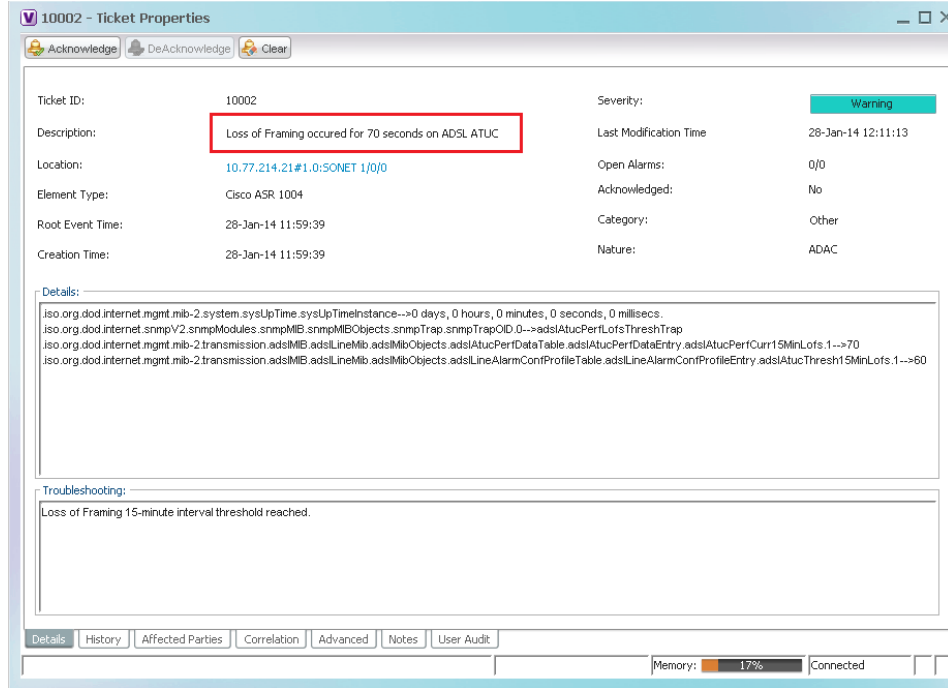 10002 - Ticket Properties
Acknowledge DeAcknowledge Clear
Ticket ID: 10002 Severity: Warning
Description: Loss of Framing occured for 70 seconds on ADSL ATUC Last Modification Time 28-Jan-14 12:11:13
Location: 10.77.214.21#1.0:SONET 1/0/0 Open Alarms: 0/0
Element Type: Cisco ASR 1004 Acknowledged: No
Root Event Time: 28-Jan-14 11:59:39 Category: Other
Creation Time: 28-Jan-14 11:59:39 Nature: ADAC
Details:
.iso.org.dod.internet.mgmt.mib-2.system.sysUpTime.sysUpTimeInstance-->0 days, 0 hours, 0 minutes, 0 seconds, 0 millisecs.
.iso.org.dod.internet.snmpV2.snmpModules.snmpMIB.snmpMIBObjects.snmpTrap.snmpTrapOID.0-->adslAtucPerfLofsThreshTrap
.iso.org.dod.internet.mgmt.mib-2.transmission.adslMIB.adslLineMib.adslMibObjects.adslAtucPerfDataTable.adslAtucPerfDataEntry.adslAtucPerfCurr15MinLofs.1-->70
.iso.org.dod.internet.mgmt.mib-2.transmission.adslMIB.adslLineMib.adslMibObjects.adslLineAlarmConfProfileTable.adslLineAlarmConfProfileEntry.adslAtucThresh15MinLofs.1-->60
Troubleshooting:
Loss of Framing 15-minute interval threshold reached.
Details History Affected Parties Correlation Advanced Notes User Audit
Memory: 17% Connected